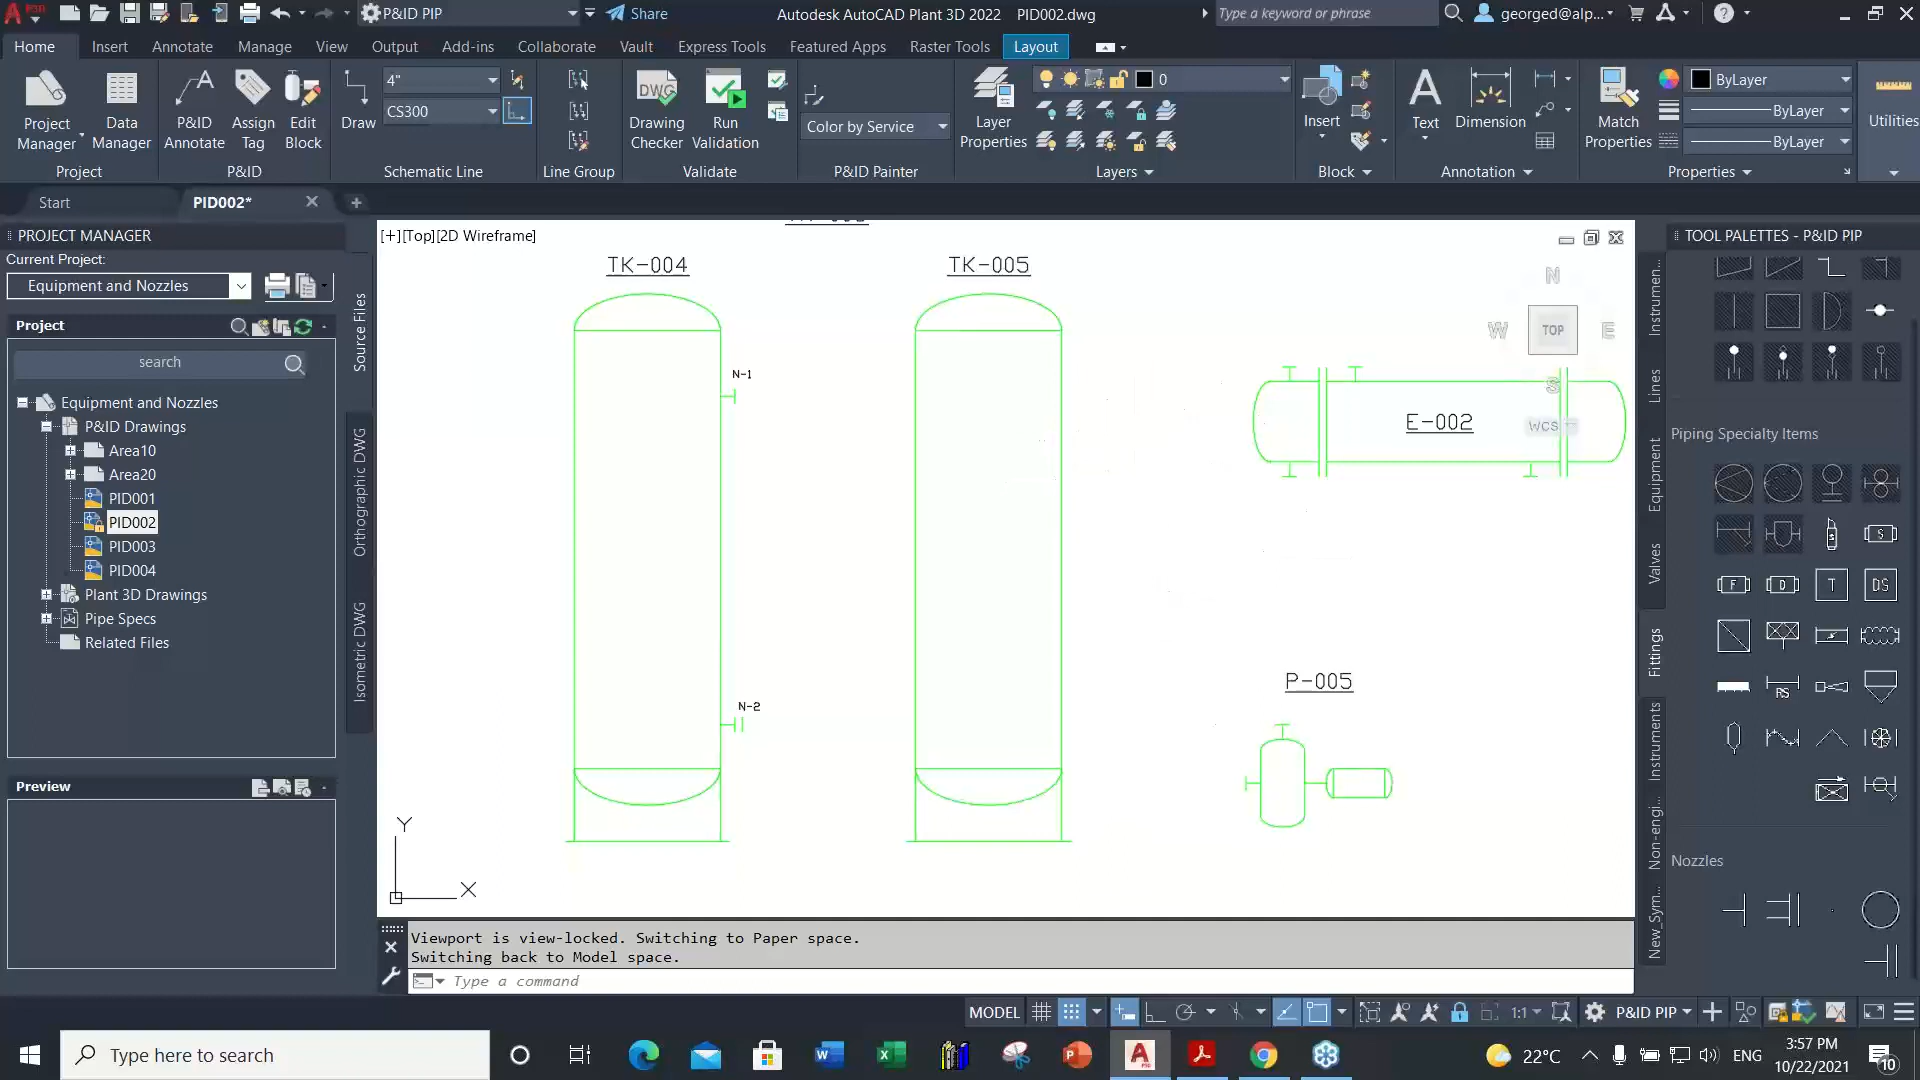 P&ID PIP
Share
Autodesk AutoCAD Plant 3D 2022 PID002.dwg
Type a keyword or phrase
georged@alp...
Home
Insert
Annotate
Manage
View
Output
Add-ins
Collaborate
Vault
Express Tools
Featured Apps
Raster Tools
Layout
Project Manager
Data Manager
Project
P&ID Annotate
Assign Tag
Edit Block
P&ID
Draw
4"
CS300
Schematic Line
Line Group
DWG
Drawing Checker
Run Validation
Validate
Color by Service
P&ID Painter
Layer Properties
0
Layers
Insert
Block
Text
Dimension
Annotation
Match Properties
ByLayer
ByLayer
ByLayer
Properties
Utilities
Start
PID002*
PROJECT MANAGER
Current Project:
Equipment and Nozzles
Project
search
Equipment and Nozzles
P&ID Drawings
Area10
Area20
PID001
PID002
PID003
PID004
Plant 3D Drawings
Pipe Specs
Related Files
Preview
Source Files
Orthographic DWG
Isometric DWG
[+][Top][2D Wireframe]
TK-004
TK-005
N-1
N-2
E-002
P-005
N
W
TOP
E
S
WCS
Y
X
Viewport is view-locked. Switching to Paper space.
Switching back to Model space.
Type a command
TOOL PALETTES - P&ID PIP
Instrumen...
Lines
Equipment
Valves
Fittings
Instruments
Non-engi...
New_Sym...
Piping Specialty Items
S
F
D
T
DS
RS
Nozzles
MODEL
1:1
P&ID PIP
Type here to search
22°C
ENG
3:57 PM
10/22/2021
10